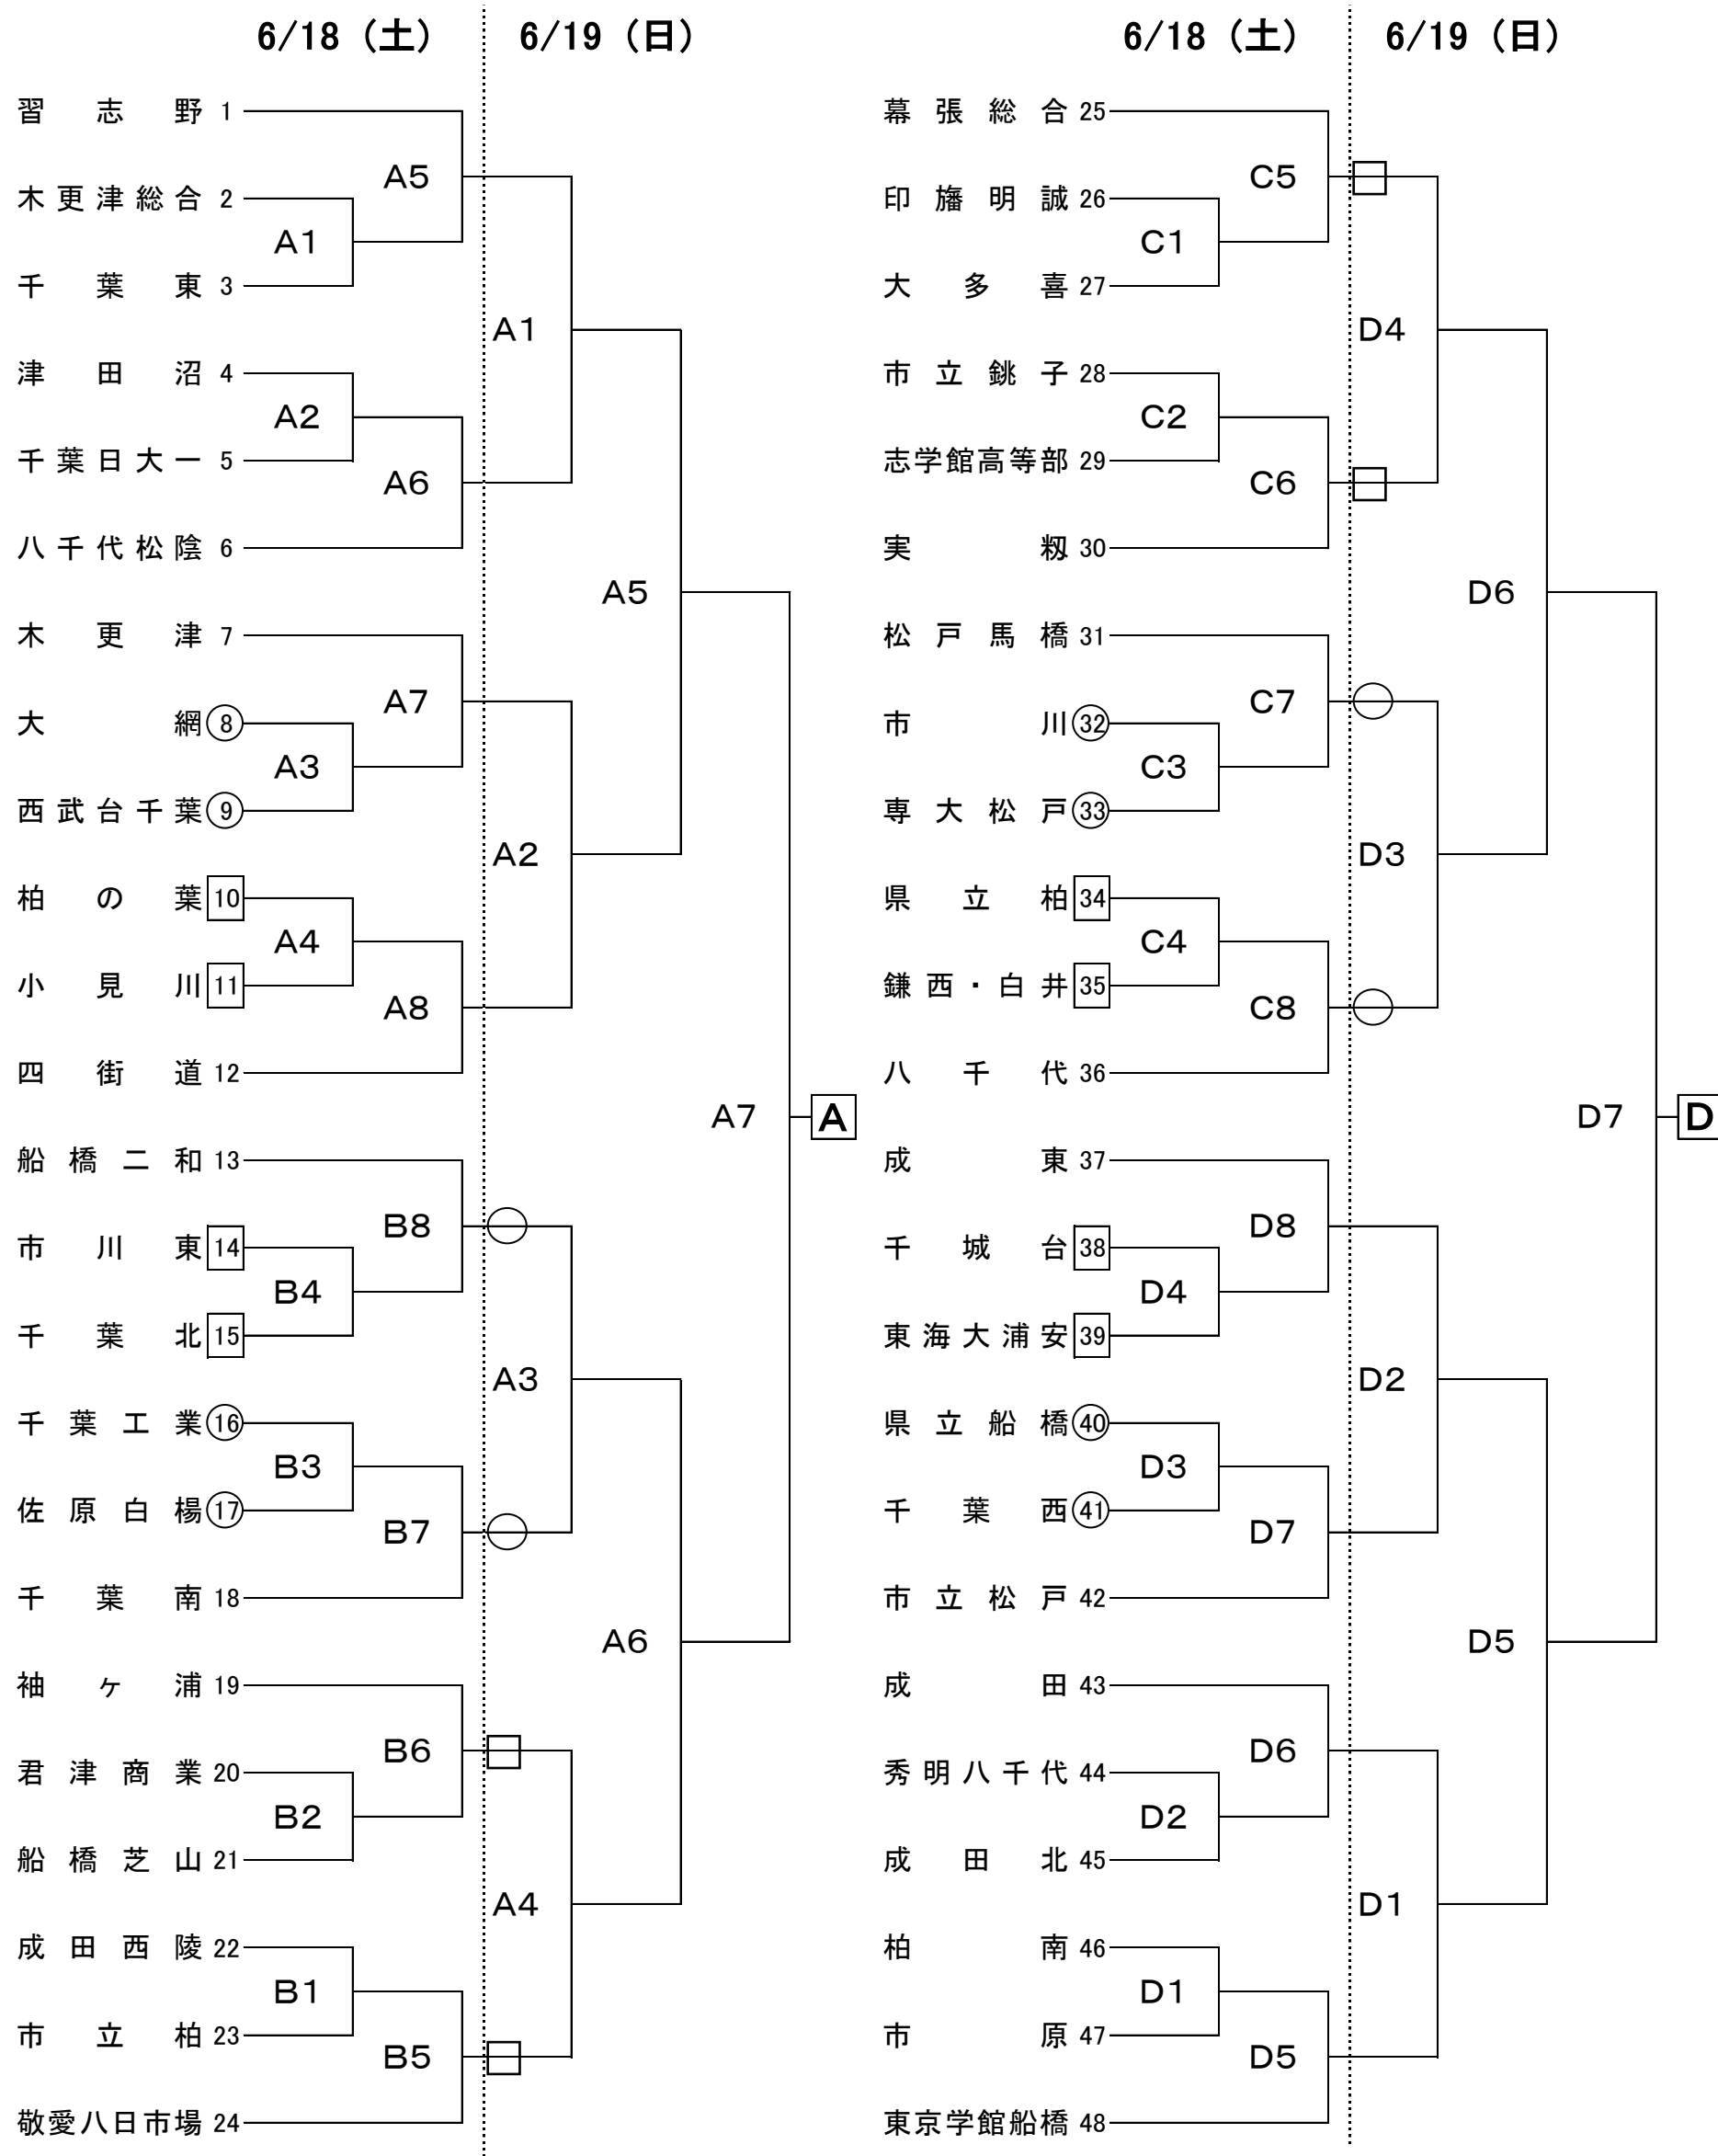 6/18（土） 6/19（日）
習志野 1
A5
木更津総合 2
A1
千葉東 3
A1
津田沼 4
A2
千葉日大一 5
A6
八千代松陰 6
A5
木更津 7
A7
大網 8
A3
西武台千葉 9
A2
柏の葉 10
A4
小見川 11
A8
四街道 12
A7 A
船橋二和 13
B8
市川東 14
B4
千葉北 15
A3
千葉工業 16
B3
佐原白楊 17
B7
千葉南 18
A6
袖ヶ浦 19
B6
君津商業 20
B2
船橋芝山 21
A4
成田西陵 22
B1
市立柏 23
B5
敬愛八日市場 24
6/18（土） 6/19（日）
幕張総合 25
C5
印旛明誠 26
C1
大多喜 27
D4
市立銚子 28
C2
志学館高等部 29
C6
実籾 30
D6
松戸馬橋 31
C7
市川 32
C3
専大松戸 33
D3
県立柏 34
C4
鎌西・白井 35
C8
八千代 36
D7 D
成東 37
D8
千城台 38
D4
東海大浦安 39
D2
県立船橋 40
D3
千葉西 41
D7
市立松戸 42
D5
成田 43
D6
秀明八千代 44
D2
成田北 45
D1
柏南 46
D1
市原 47
D5
東京学館船橋 48